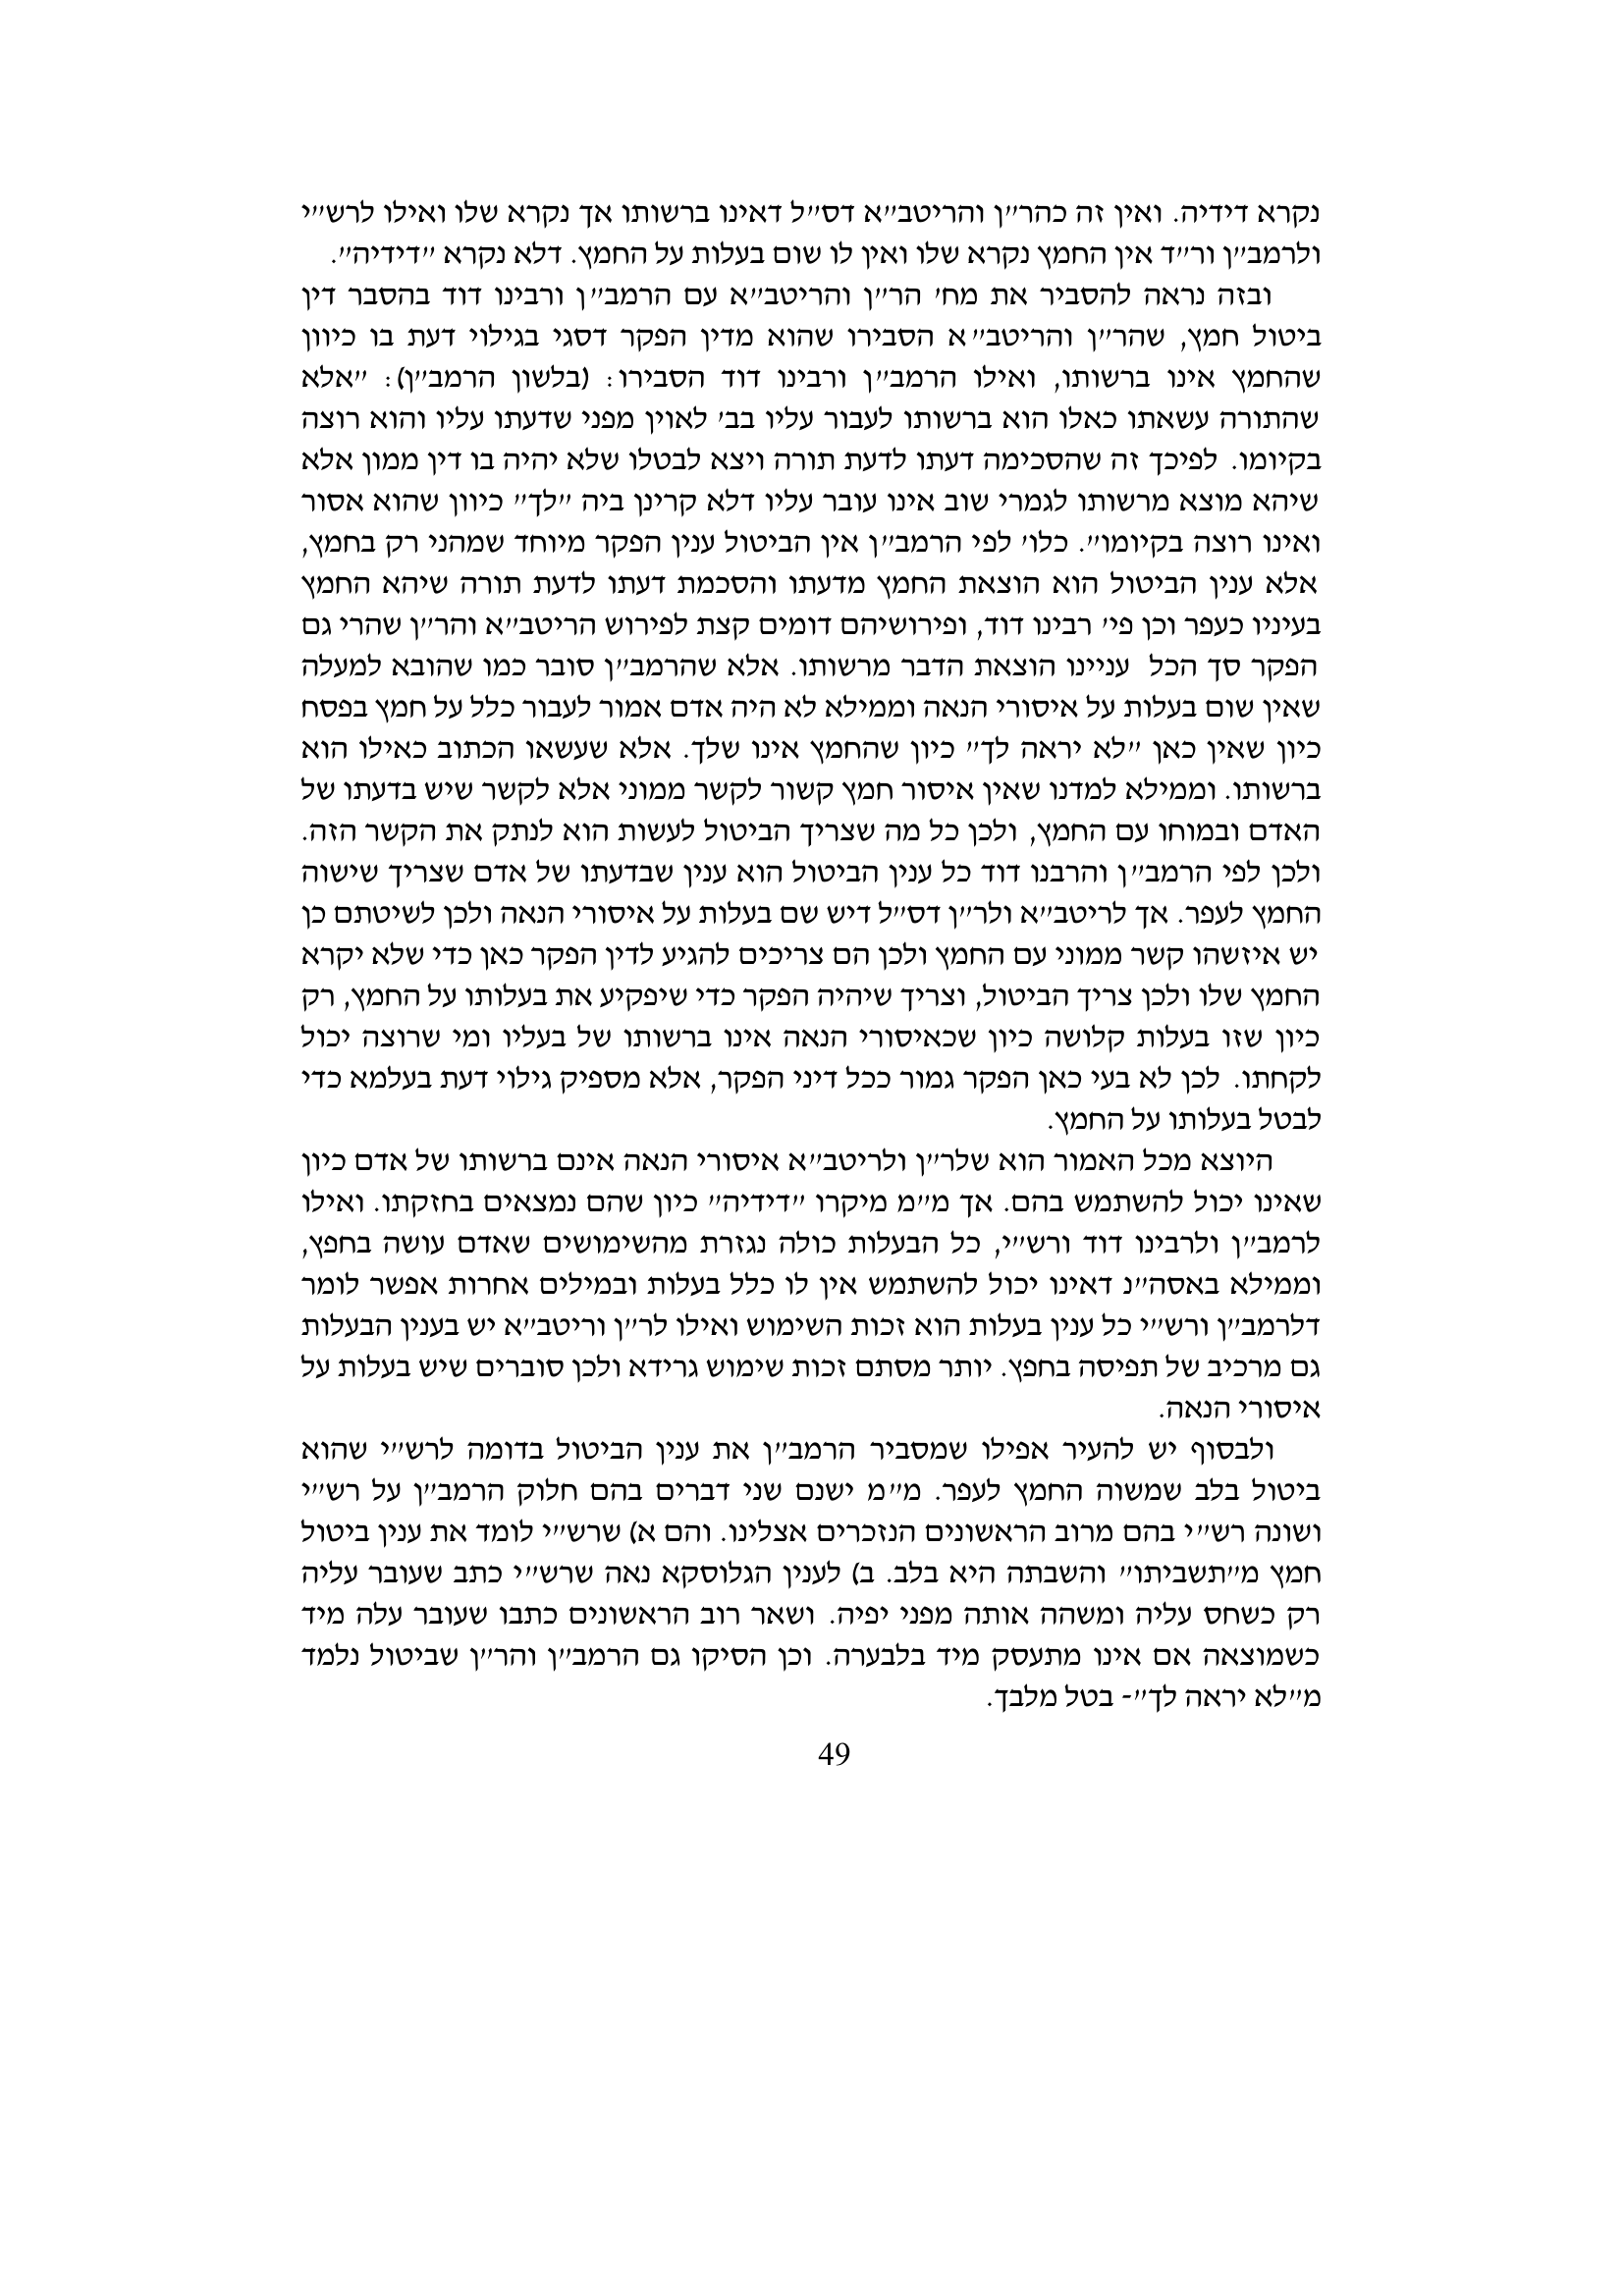 נקרא דידיה. ואין זה כהר״ן והריטב״א דס״ל דאינו ברשותו אך נקרא שלו ואילו לרש״י
ולרמב״ן ור״ד אין החמץ נקרא שלו ואין לו שום בעלות על החמץ. דלא נקרא ״דידיה״.
ובזה נראה להסביר את מח׳ הר״ן והריטב״א עם הרמב״ן ורבינו דוד בהסבר דין
ביטול חמץ, שהר״ן והריטב״א הסבירו שהוא מדין הפקר דסגי בגילוי דעת בו כיוון
שהחמץ אינו ברשותו, ואילו הרמב״ן ורבינו דוד הסבירו: (בלשון הרמב״ן): ״אלא
שהתורה עשאתו כאלו הוא ברשותו לעבור עליו בב׳ לאוין מפני שדעתו עליו והוא רוצה
בקיומו. לפיכך זה שהסכימה דעתו לדעת תורה ויצא לבטלו שלא יהיה בו דין ממון אלא
שיהא מוצא מרשותו לגמרי שוב אינו עובר עליו דלא קרינן ביה ״לך״ כיוון שהוא אסור
ואינו רוצה בקיומו״. כלו׳ לפי הרמב״ן אין הביטול ענין הפקר מיוחד שמהני רק בחמץ,
אלא ענין הביטול הוא הוצאת החמץ מדעתו והסכמת דעתו לדעת תורה שיהא החמץ
בעיניו כעפר וכן פי׳ רבינו דוד, ופירושיהם דומים קצת לפירוש הריטב״א והר״ן שהרי גם
הפקר סך הכל עניינו הוצאת הדבר מרשותו. אלא שהרמב״ן סובר כמו שהובא למעלה
שאין שום בעלות על איסורי הנאה וממילא לא היה אדם אמור לעבור כלל על חמץ בפסח
כיון שאין כאן ״לא יראה לך״ כיון שהחמץ אינו שלך. אלא שעשאו הכתוב כאילו הוא
ברשותו. וממילא למדנו שאין איסור חמץ קשור לקשר ממוני אלא לקשר שיש בדעתו של
האדם ובמוחו עם החמץ, ולכן כל מה שצריך הביטול לעשות הוא לנתק את הקשר הזה.
ולכן לפי הרמב״ן והרבנו דוד כל ענין הביטול הוא ענין שבדעתו של אדם שצריך שישוה
החמץ לעפר. אך לריטב״א ולר״ן דס״ל דיש שם בעלות על איסורי הנאה ולכן לשיטתם כן
יש איזשהו קשר ממוני עם החמץ ולכן הם צריכים להגיע לדין הפקר כאן כדי שלא יקרא
החמץ שלו ולכן צריך הביטול, וצריך שיהיה הפקר כדי שיפקיע את בעלותו על החמץ, רק
כיון שזו בעלות קלושה כיון שכאיסורי הנאה אינו ברשותו של בעליו ומי שרוצה יכול
לקחתו. לכן לא בעי כאן הפקר גמור ככל דיני הפקר, אלא מספיק גילוי דעת בעלמא כדי
לבטל בעלותו על החמץ.
היוצא מכל האמור הוא שלר״ן ולריטב״א איסורי הנאה אינם ברשותו של אדם כיון
שאינו יכול להשתמש בהם. אך מ״מ מיקרו ״דידיה״ כיון שהם נמצאים בחזקתו. ואילו
לרמב״ן ולרבינו דוד ורש״י, כל הבעלות כולה נגזרת מהשימושים שאדם עושה בחפץ,
וממילא באסה״נ דאינו יכול להשתמש אין לו כלל בעלות ובמילים אחרות אפשר לומר
דלרמב״ן ורש״י כל ענין בעלות הוא זכות השימוש ואילו לר״ן וריטב״א יש בענין הבעלות
גם מרכיב של תפיסה בחפץ. יותר מסתם זכות שימוש גרידא ולכן סוברים שיש בעלות על
איסורי הנאה.
ולבסוף יש להעיר אפילו שמסביר הרמב״ן את ענין הביטול בדומה לרש״י שהוא
ביטול בלב שמשוה החמץ לעפר. מ״מ ישנם שני דברים בהם חלוק הרמב״ן על רש״י
ושונה רש״י בהם מרוב הראשונים הנזכרים אצלינו. והם א) שרש״י לומד את ענין ביטול
חמץ מ״תשביתו״ והשבתה היא בלב. ב) לענין הגלוסקא נאה שרש״י כתב שעובר עליה
רק כשחס עליה ומשהה אותה מפני יפיה. ושאר רוב הראשונים כתבו שעובר עלה מיד
כשמוצאה אם אינו מתעסק מיד בלבערה. וכן הסיקו גם הרמב״ן והר״ן שביטול נלמד
מ״לא יראה לך״- בטל מלבך.
49